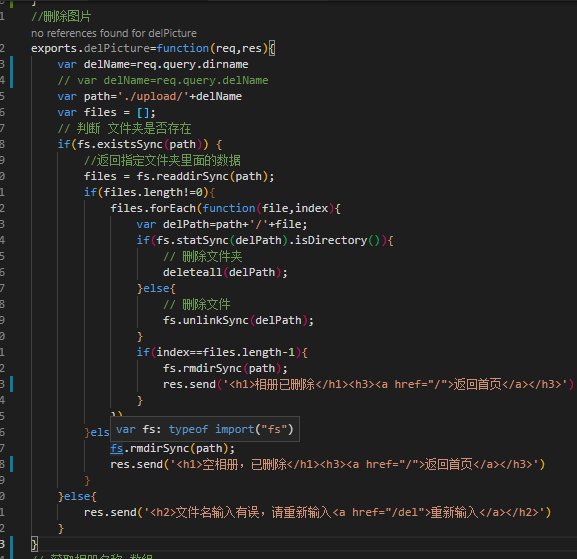 //删除图片
no references found for delPicture
exports.delPicture=function(req,res){
var delName=req.query.dirname
// var delName=req.query.delName
var path='./upload/'+delName
var files = [];
// 判断 文件夹是否存在
if(fs.existsSync(path)) {
//返回指定文件夹里面的数据
files = fs.readdirSync(path);
if(files.length!=0){
files.forEach(function(file,index){
var delPath=path+'/'+file;
if(fs.statSync(delPath).isDirectory()){
// 删除文件夹
deleteall(delPath);
}else{
// 删除文件
fs.unlinkSync(delPath);
}
if(index==files.length-1){
fs.rmdirSync(path);
res.send('<h1>相册已删除</h1><h3><a href="/">返回首页</a></h3>')
}
})
var fs: typeof import("fs")
}els
fs.rmdirSync(path);
res.send('<h1>空相册，已删除</h1><h3><a href="/">返回首页</a></h3>')
}
}else{
res.send('<h2>文件名输入有误，请重新输入<a href="/del">重新输入</a></h2>')
}
}
// 获取相册名称 数组